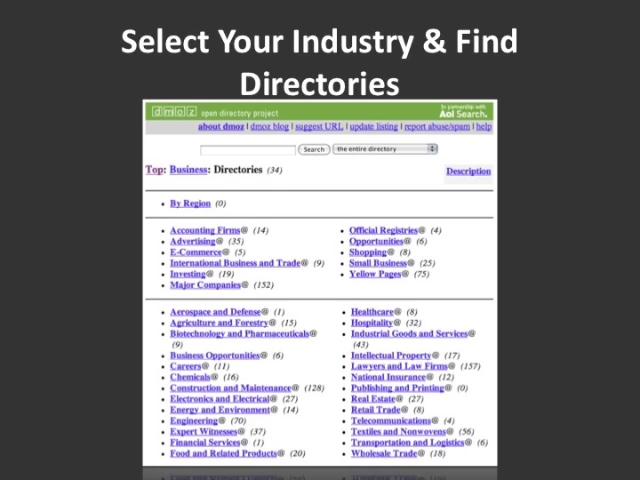 Select Your Industry & Find
Directories
dmoz open directory project
In partnership with
Aol Search.
about dmoz | dmoz blog | suggest URL | update listing | report abuse/spam | help
Search the entire directory
Top: Business: Directories (34)
Description
By Region (0)
Accounting Firms@ (14)
Advertising@ (35)
E-Commerce@ (5)
International Business and Trade@ (9)
Investing@ (19)
Major Companies@ (152)
Official Registries@ (4)
Opportunities@ (6)
Shopping@ (8)
Small Business@ (25)
Yellow Pages@ (75)
Aerospace and Defense@ (1)
Agriculture and Forestry@ (15)
Biotechnology and Pharmaceuticals@
(9)
Business Opportunities@ (6)
Careers@ (11)
Chemicals@ (16)
Construction and Maintenance@ (128)
Electronics and Electrical@ (27)
Energy and Environment@ (14)
Engineering@ (70)
Expert Witnesses@ (37)
Financial Services@ (1)
Food and Related Products@ (20)
Healthcare@ (8)
Hospitality@ (32)
Industrial Goods and Services@
(43)
Intellectual Property@ (17)
Lawyers and Law Firms@ (157)
National Insurance@ (12)
Publishing and Printing@ (0)
Real Estate@ (27)
Retail Trade@ (8)
Telecommunications@ (4)
Textiles and Nonwovens@ (56)
Transportation and Logistics@ (6)
Wholesale Trade@ (18)